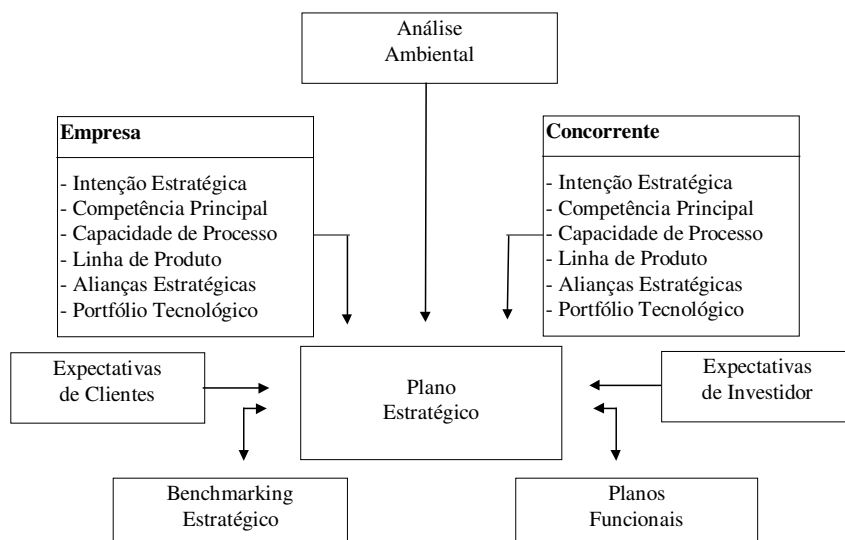 Análise
Ambiental
Empresa
- Intenção Estratégica
- Competência Principal
- Capacidade de Processo
- Linha de Produto
- Alianças Estratégicas
- Portfólio Tecnológico
Concorrente
- Intenção Estratégica
- Competência Principal
- Capacidade de Processo
- Linha de Produto
- Alianças Estratégicas
- Portfólio Tecnológico
Expectativas
de Clientes
Plano
Estratégico
Expectativas
de Investidor
Benchmarking
Estratégico
Planos
Funcionais